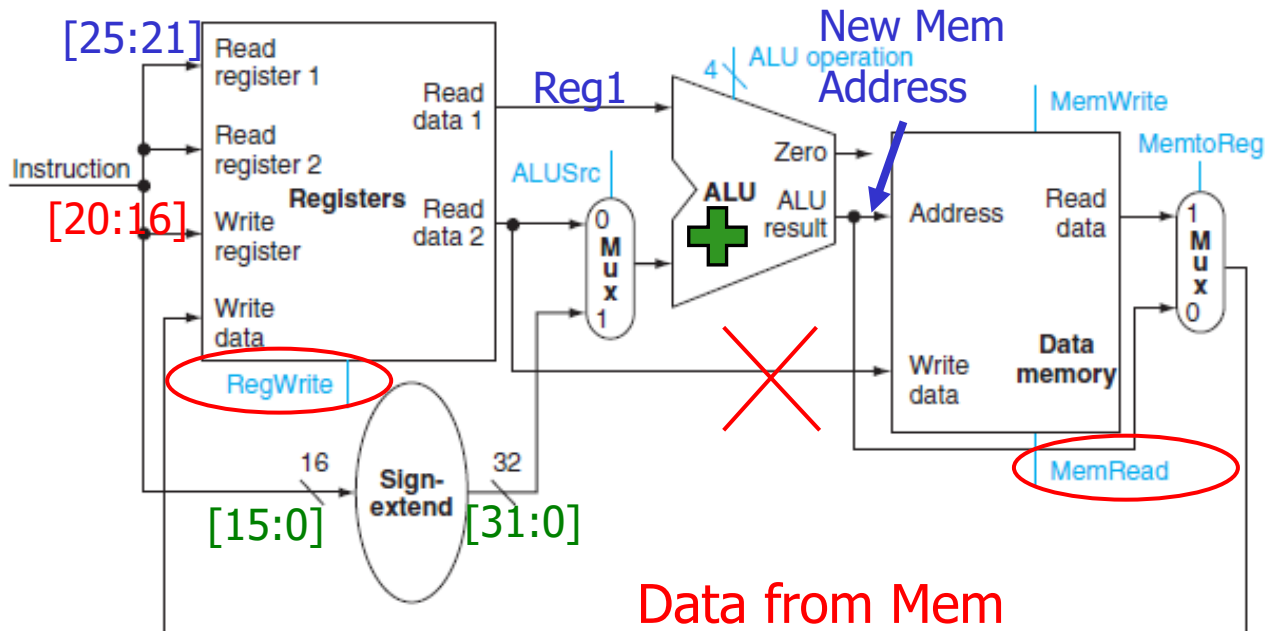 [25:21]
Read
register 1
Read
register 2
Instruction
[20:16]
Write
register
Write
data
Registers
Read
data 1
Read
data 2
RegWrite
16
[15:0]
Sign-
extend
32
[31:0]
Reg1
ALUSrc
0
M
u
x
1
4
ALU operation
New Mem
Address
Zero
ALU
ALU
result
MemWrite
Address
Read
data
Write
data
Data
memory
MemRead
MemtoReg
1
M
u
x
0
Data from Mem